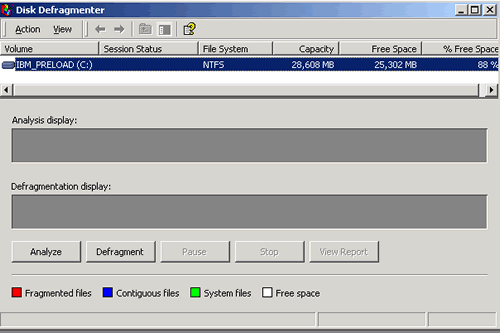 Disk Defragmenter
Action View
Volume Session Status File System Capacity Free Space % Free Space
IBM_PRELOAD (C:) NTFS 28,608 MB 25,302 MB 88 %
Analysis display:
Defragmentation display:
Analyze Defragment Pause Stop View Report
Fragmented files Contiguous files System files Free space